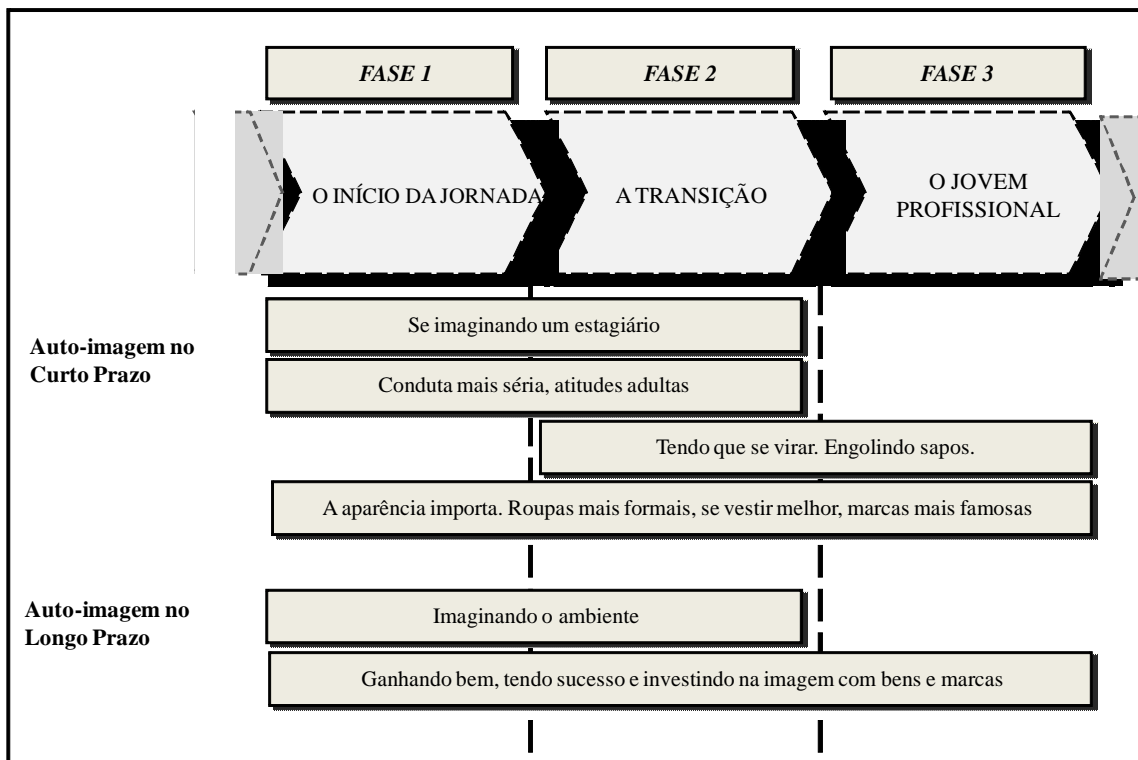 FASE 1
FASE 2
FASE 3
O INÍCIO DA JORNADA
A TRANSIÇÃO
O JOVEM
PROFISSIONAL
Auto-imagem no
Curto Prazo
Se imaginando um estagiário
Conduta mais séria, atitudes adultas
Tendo que se virar. Engolindo sapos.
A aparência importa. Roupas mais formais, se vestir melhor, marcas mais famosas
Auto-imagem no
Longo Prazo
Imaginando o ambiente
Ganhando bem, tendo sucesso e investindo na imagem com bens e marcas